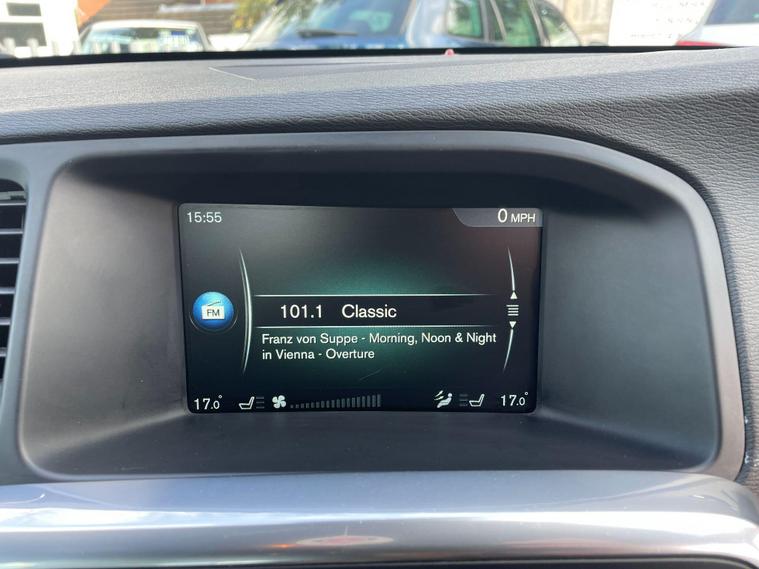 15:55
0 MPH
FM
101.1 Classic
Franz von Suppe - Morning, Noon & Night
in Vienna - Overture
17.0° 17.0°